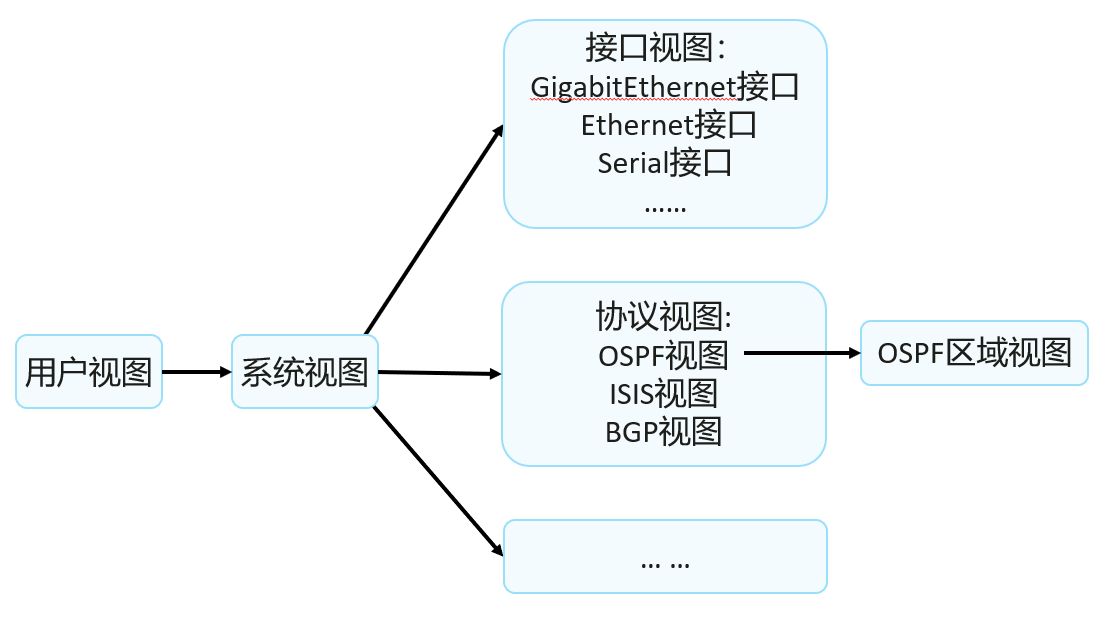 接口视图：
GigabitEthernet接口
Ethernet接口
Serial接口
……
用户视图
系统视图
协议视图:
OSPF视图
ISIS视图
BGP视图
OSPF区域视图
... ...